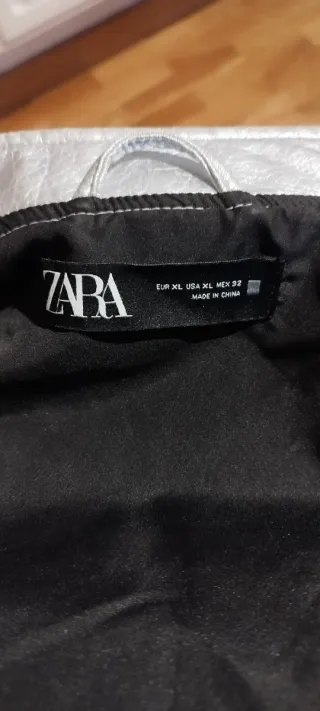 ZARA
EUR XL USA XL MEX 32
MADE IN CHINA